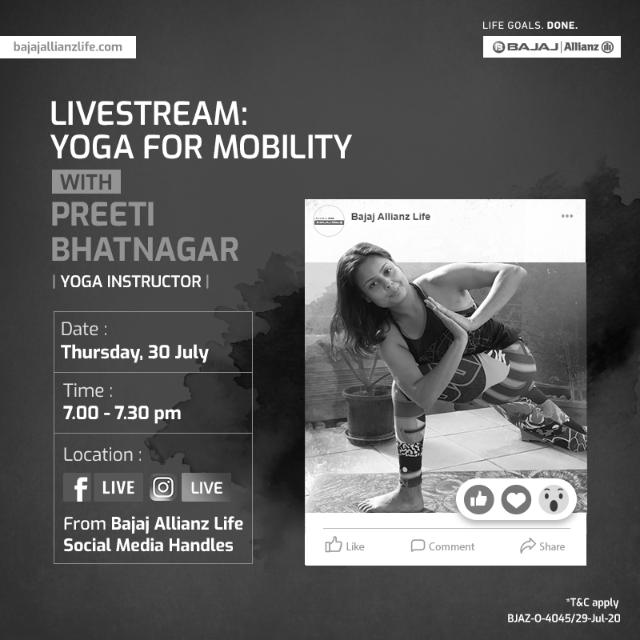 LIFE GOALS. DONE.
bajajallianzlife.com
BAJAJ | Allianz
LIVESTREAM:
YOGA FOR MOBILITY
WITH
PREETI
BHATNAGAR
| YOGA INSTRUCTOR |
Bajaj Allianz Life
Date :
Thursday, 30 July
Time :
7.00 - 7.30 pm
Location :
f LIVE LIVE
From Bajaj Allianz Life
Social Media Handles
Like Comment Share
*T&C apply
BJAZ-O-4045/29-Jul-20